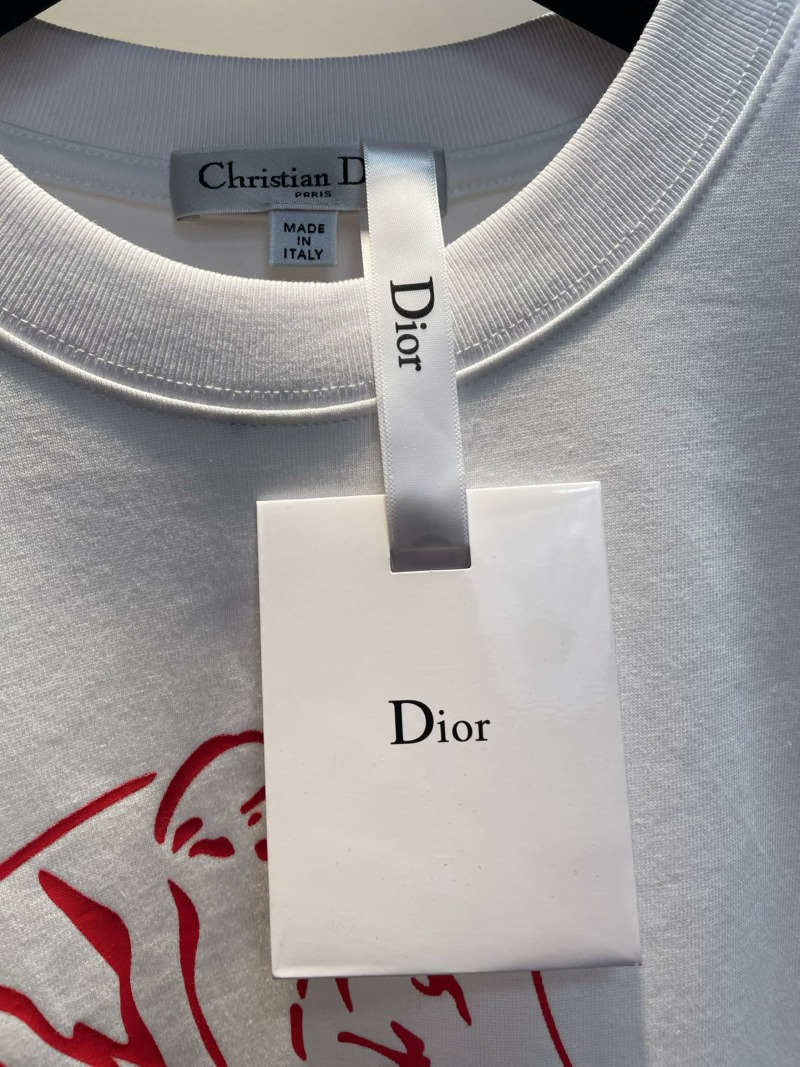 Christian D
PARIS
MADE
IN
ITALY
Dior
Dior